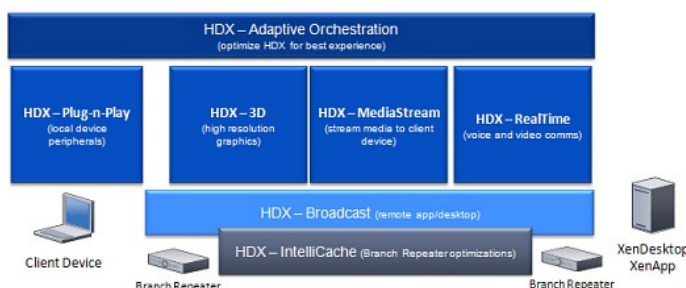 HDX – Adaptive Orchestration
(optimize HDX for best experience)
HDX – Plug-n-Play
(local device
peripherals)
HDX – 3D
(high resolution
graphics)
HDX – MediaStream
(stream media to client
device)
HDX – RealTime
(voice and video comms)
HDX – Broadcast (remote app/desktop)
HDX – IntelliCache (Branch Repeater optimizations)
Client Device
Branch Repeater
Branch Repeater
XenDesktop
XenApp